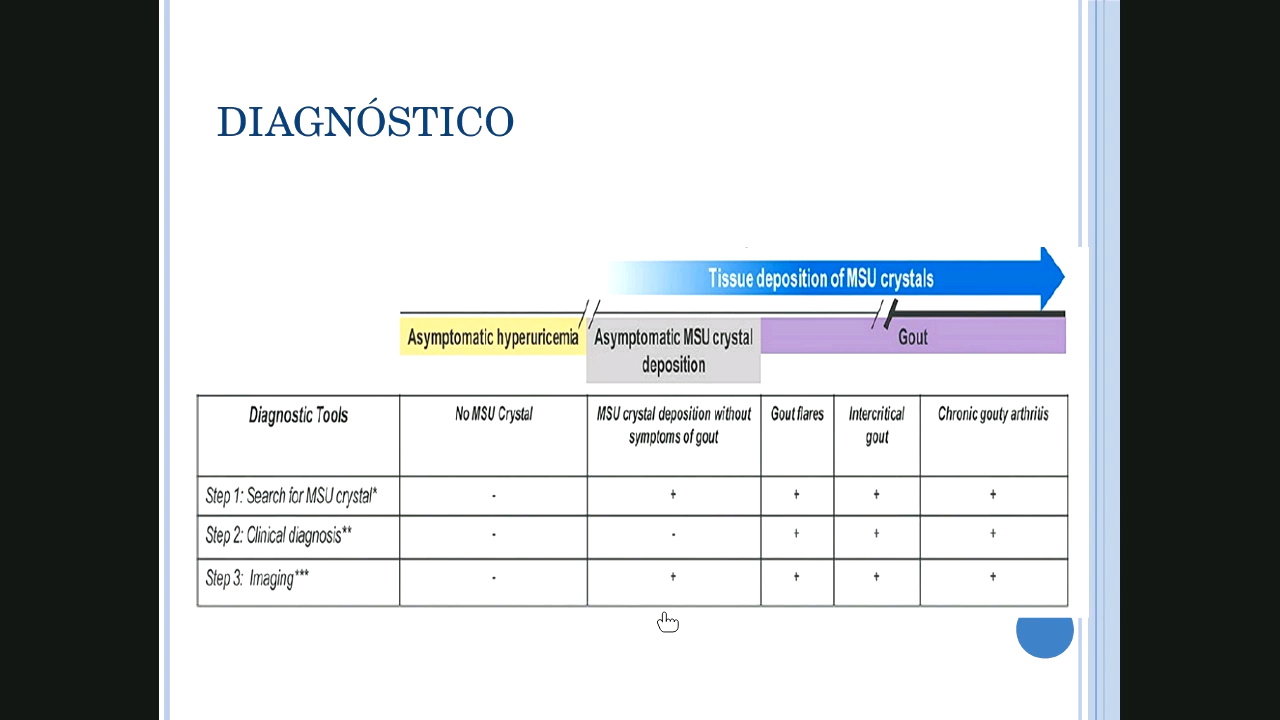 DIAGNÓSTICO
Tissue deposition of MSU crystals
Asymptomatic hyperuricemia
Asymptomatic MSU crystal
deposition
Gout
Diagnostic Tools
No MSU Crystal
MSU crystal deposition without
symptoms of gout
Gout flares
Intercritical
gout
Chronic gouty arthritis
Step 1: Search for MSU crystal*
-
+
+
+
+
Step 2: Clinical diagnosis**
-
-
+
+
+
Step 3: Imaging***
-
+
+
+
+